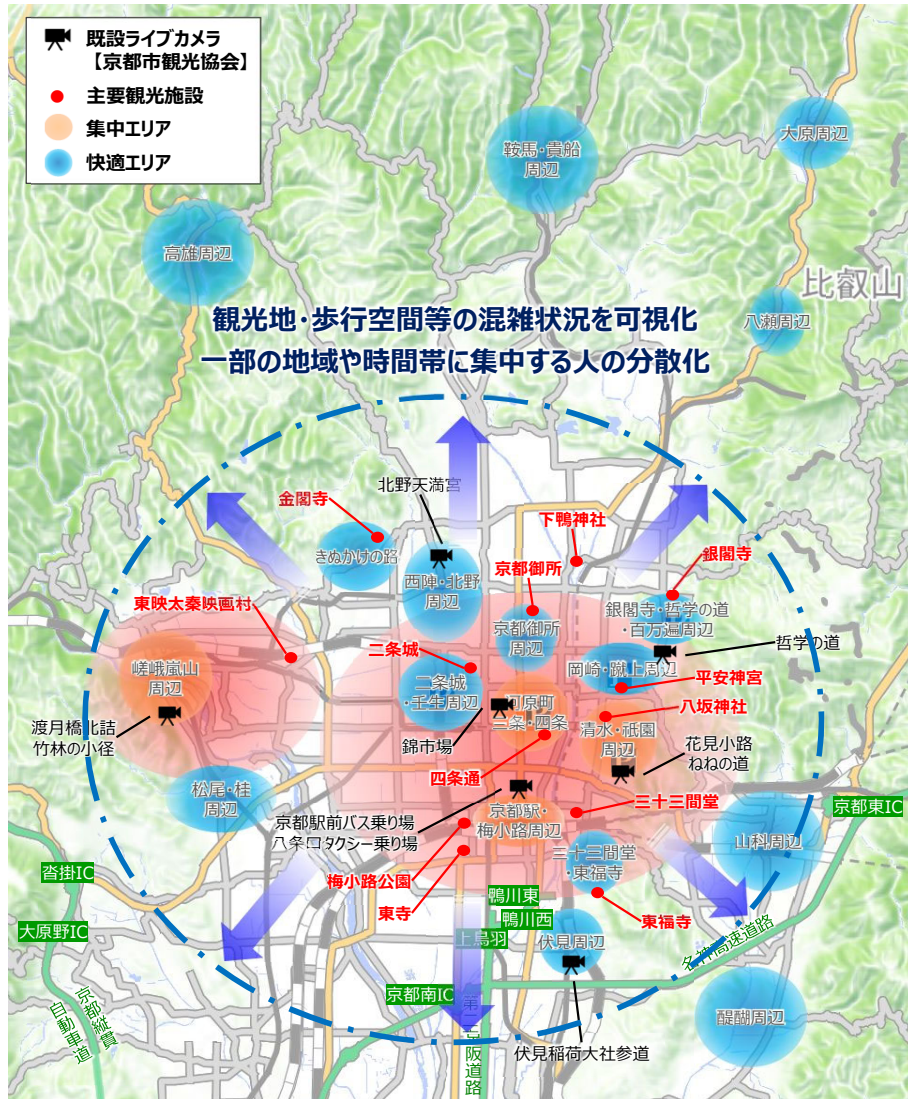 既設ライブカメラ
【京都市観光協会】
主要観光施設
集中エリア
快適エリア
鞍馬・貴船
周辺
大原周辺
高雄周辺
比叡山
八瀬周辺
観光地・歩行空間等の混雑状況を可視化
一部の地域や時間帯に集中する人の分散化
北野天満宮
金閣寺
下鴨神社
きぬかけの路
銀閣寺
西陣・北野
周辺
京都御所
東映太秦映画村
銀閣寺・哲学の道
・百万遍周辺
京都御所
周辺
哲学の道
二条城
岡崎・蹴上周辺
嵯峨嵐山
周辺
二条城
・壬生周辺
平安神宮
河原町
三条・四条
八坂神社
清水・祇園
周辺
渡月橋北詰
竹林の小径
錦市場
花見小路
ねねの道
四条通
松尾・桂
周辺
京都駅前バス乗り場
八条口タクシー乗り場
京都駅・
梅小路周辺
三十三間堂
京都東IC
山科周辺
三十三間堂
・東福寺
沓掛IC
梅小路公園
東寺
鴨川東
鴨川西
東福寺
大原野IC
上鳥羽
伏見周辺
名神高速道路
京都南IC
京都縦貫
自動車道
第二京阪道路
醍醐周辺
伏見稲荷大社参道